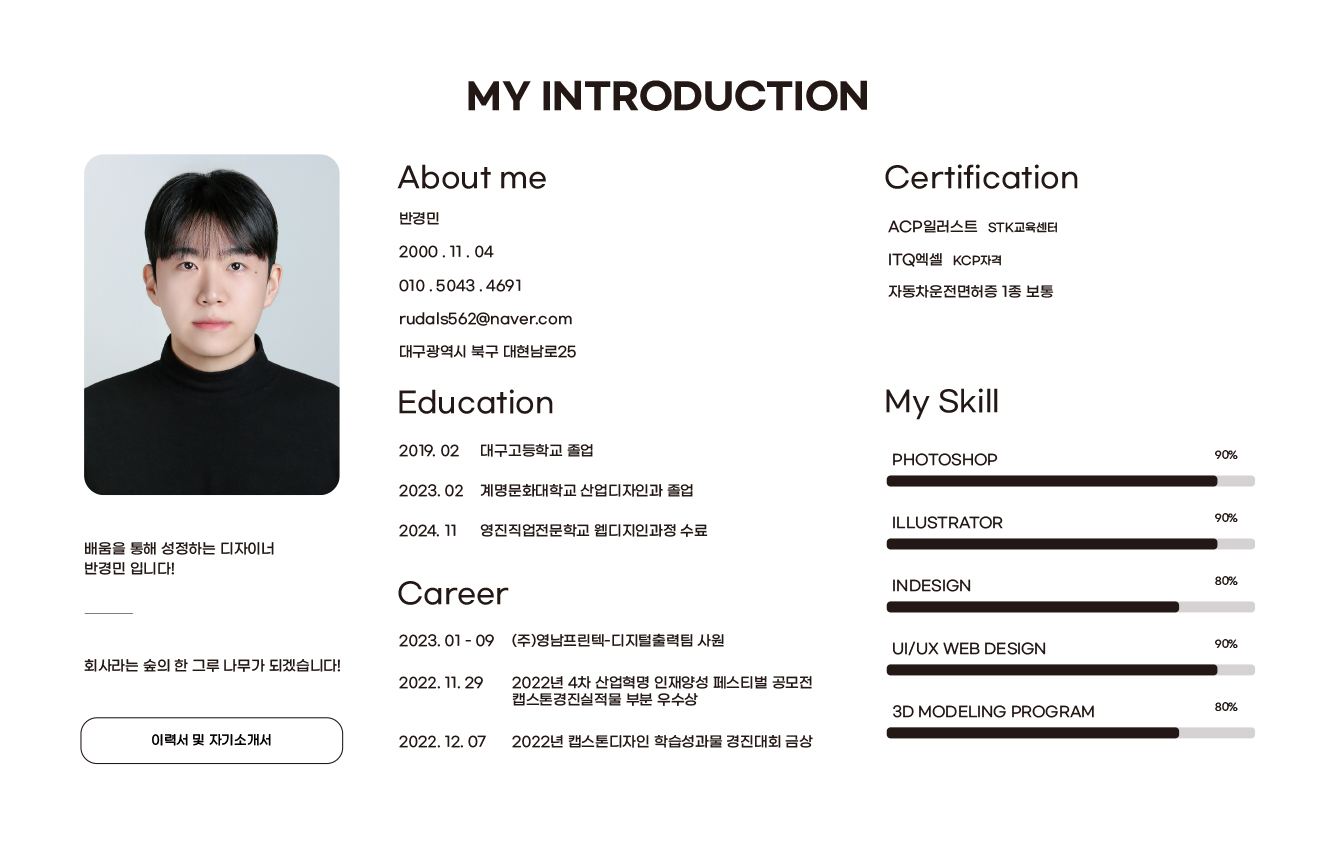 MY INTRODUCTION
배움을 통해 성정하는 디자이너
반경민 입니다!
회사라는 숲의 한 그루 나무가 되겠습니다!
이력서 및 자기소개서
About me
반경민
2000 . 11 . 04
010 . 5043 . 4691
rudals562@naver.com
대구광역시 북구 대현남로25
Education
2019. 02 대구고등학교 졸업
2023. 02 계명문화대학교 산업디자인과 졸업
2024. 11 영진직업전문학교 웹디지인과정 수료
Career
2023. 01 - 09 (주)영남프린텍-디지털출력팀 사원
2022. 11. 29 2022년 4차 산업혁명 인재양성 페스티벌 공모전
캡스톤경진실적물 부분 우수상
2022. 12. 07 2022년 캡스톤디자인 학습성과물 경진대회 금상
Certification
ACP일러스트 STK교육센터
ITQ엑셀 KCP자격
자동차운전면허증 1종 보통
My Skill
PHOTOSHOP 90%
ILLUSTRATOR 90%
INDESIGN 80%
UI/UX WEB DESIGN 90%
3D MODELING PROGRAM 80%